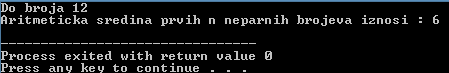 Do broja 12
Aritmeticka sredina prvih n neparnih brojeva iznosi : 6

--------------------------------
Process exited with return value 0
Press any key to continue . . .